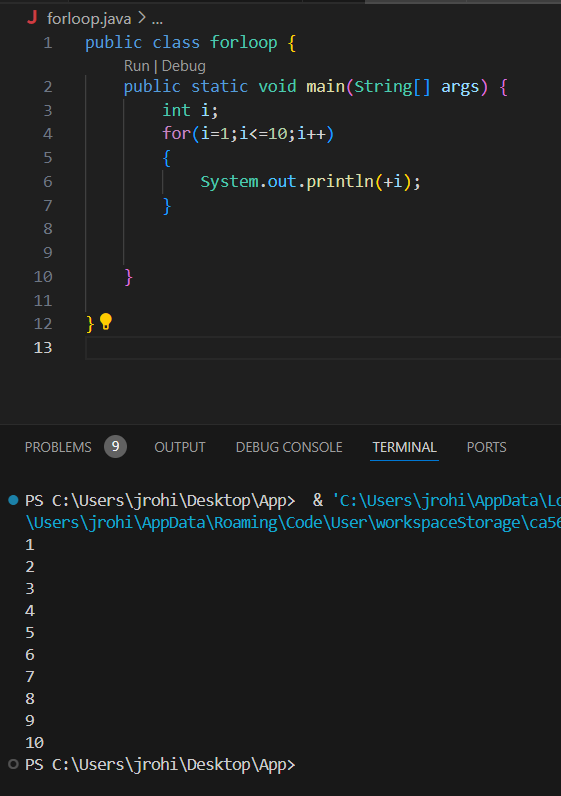 J forloop.java > ...
1 public class forloop {
Run | Debug
2 public static void main(String[] args) {
3 int i;
4 for(i=1;i<=10;i++)
5 {
6 System.out.println(+i);
7 }
8
9
10 }
11
12 }
13
PROBLEMS 9 OUTPUT DEBUG CONSOLE TERMINAL PORTS
PS C:\Users\jrohi\Desktop\App> & 'C:\Users\jrohi\AppData\Lo
\Users\jrohi\AppData\Roaming\Code\User\workspaceStorage\ca56
1
2
3
4
5
6
7
8
9
10
PS C:\Users\jrohi\Desktop\App>